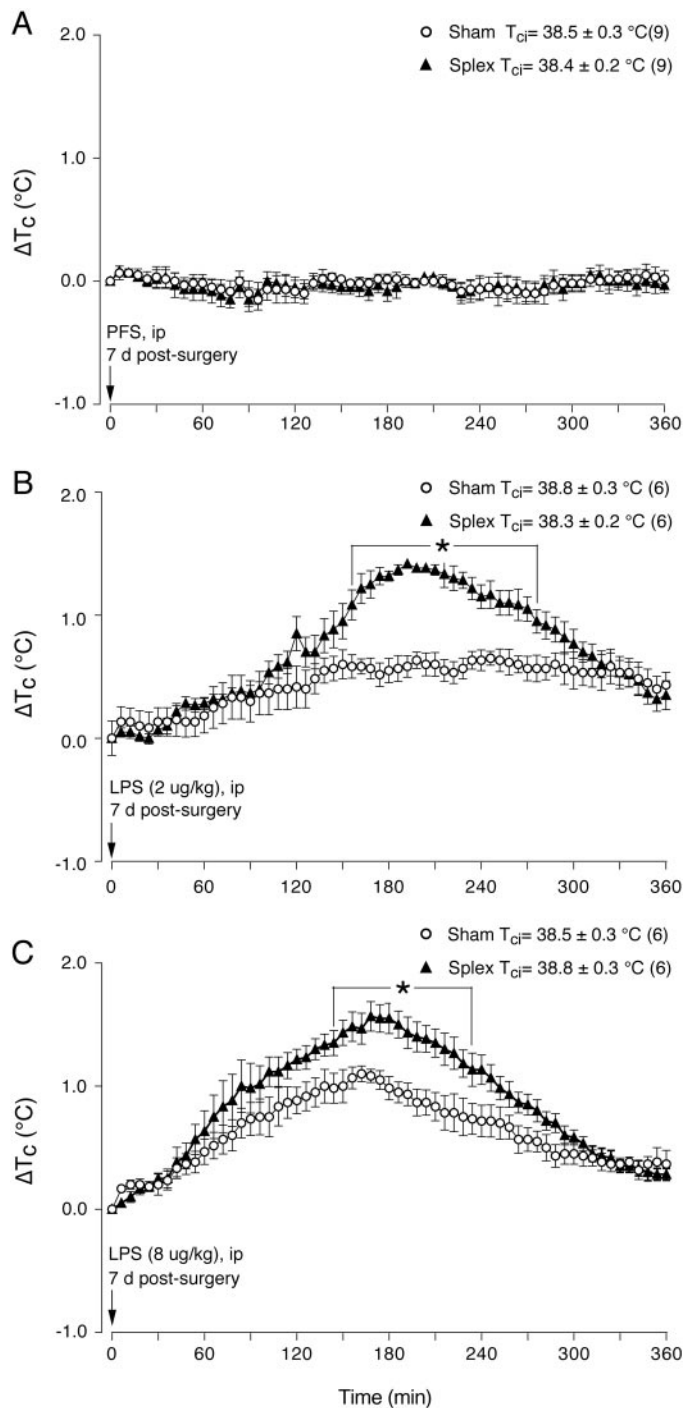 A
2.0
Sham Tci= 38.5 ± 0.3 °C(9)
Splex Tci= 38.4 ± 0.2 °C (9)
1.0
ΔTC (°C)
0.0
PFS, ip
7 d post-surgery
-1.0
0 60 120 180 240 300 360
B
2.0
Sham Tci= 38.8 ± 0.3 °C (6)
Splex Tci= 38.3 ± 0.2 °C (6)
*
1.0
ΔTC (°C)
0.0
LPS (2 ug/kg), ip
7 d post-surgery
-1.0
0 60 120 180 240 300 360
C
2.0
Sham Tci= 38.5 ± 0.3 °C (6)
Splex Tci= 38.8 ± 0.3 °C (6)
*
1.0
ΔTC (°C)
0.0
LPS (8 ug/kg), ip
7 d post-surgery
-1.0
0 60 120 180 240 300 360
Time (min)